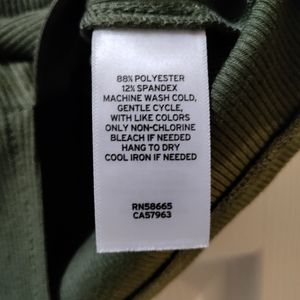 88% POLYESTER
12% SPANDEX
MACHINE WASH COLD,
GENTLE CYCLE,
WITH LIKE COLORS
ONLY NON-CHLORINE
BLEACH IF NEEDED
HANG TO DRY
COOL IRON IF NEEDED
RN58665
CA57963